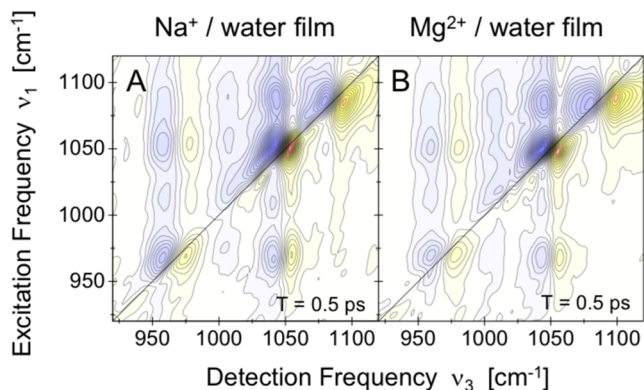 Na⁺ / water film
Mg²⁺ / water film
Excitation Frequency ν₁ [cm⁻¹]
1100
1050
1000
950
A
T = 0.5 ps
B
T = 0.5 ps
950
1000
1050
1100
950
1000
1050
1100
Detection Frequency ν₃ [cm⁻¹]